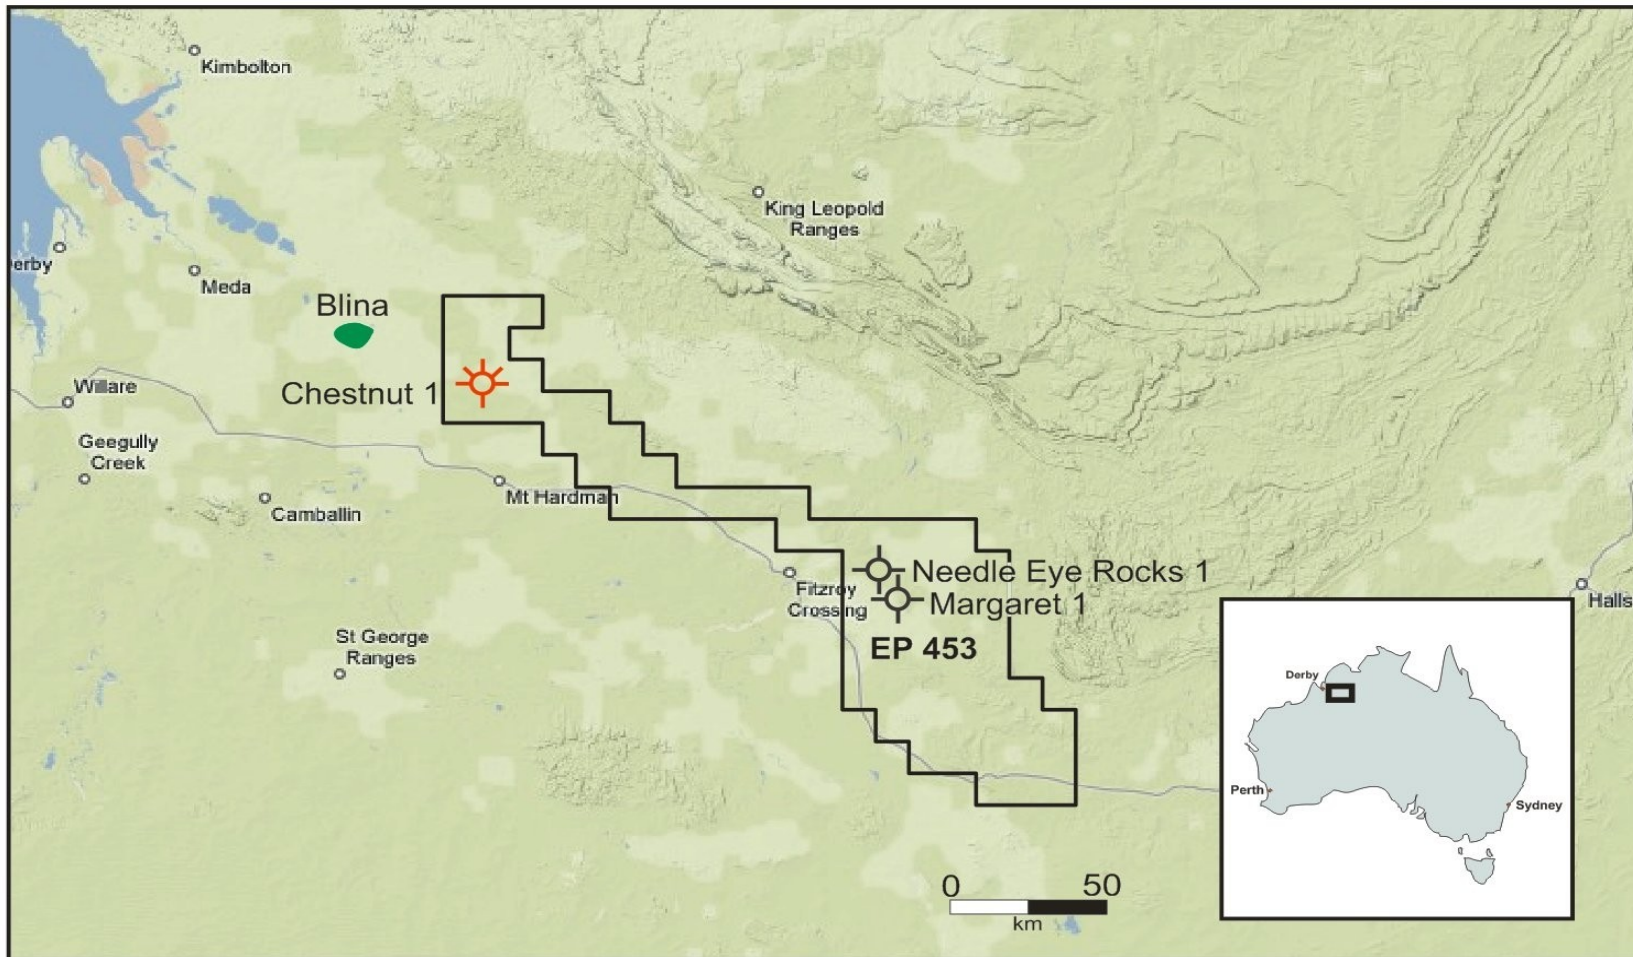 Kimbolton
King Leopold
Ranges
erby
Meda
Blina
Chestnut 1
Willare
Geegully
Creek
Camballin
Mt Hardman
Needle Eye Rocks 1
Fitzroy
Crossing
Margaret 1
Halls
St George
Ranges
EP 453
Derby
Perth
Sydney
0 50
km